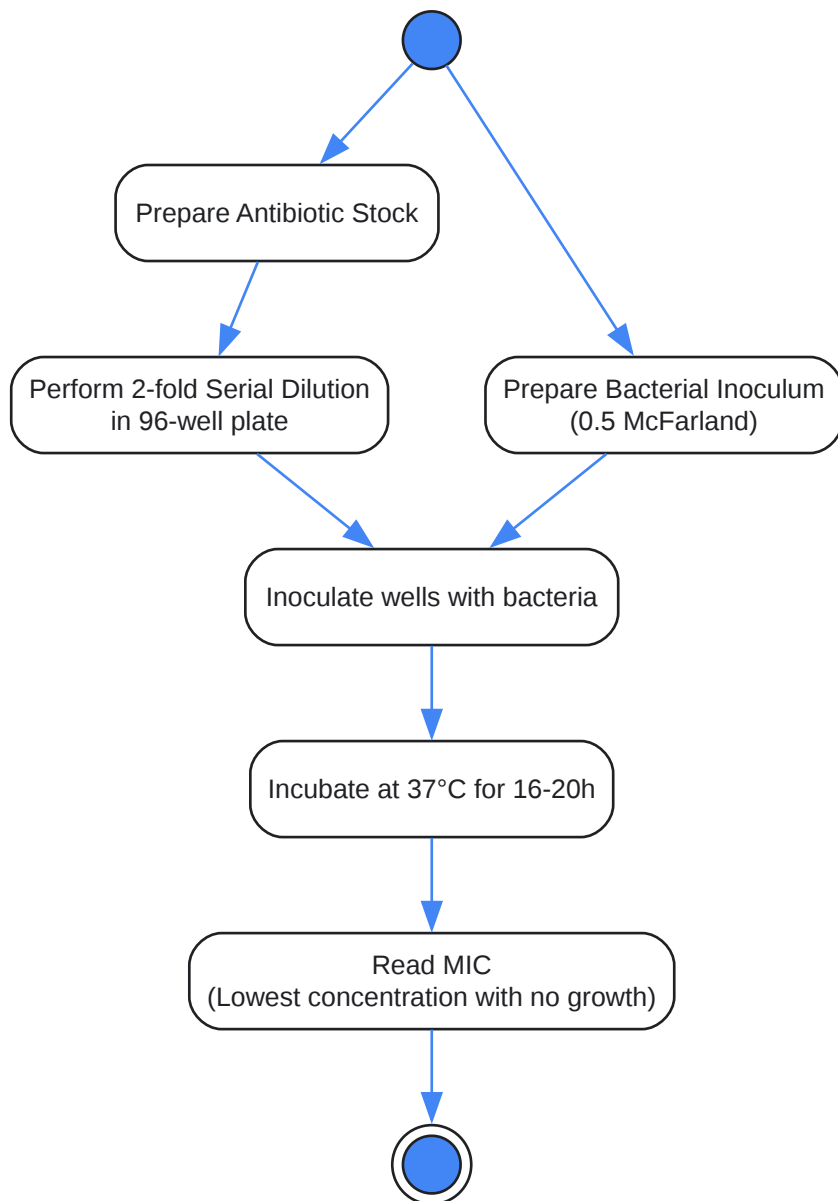 Prepare Antibiotic Stock
Perform 2-fold Serial Dilution
in 96-well plate
Prepare Bacterial Inoculum
(0.5 McFarland)
Inoculate wells with bacteria
Incubate at 37°C for 16-20h
Read MIC
(Lowest concentration with no growth)